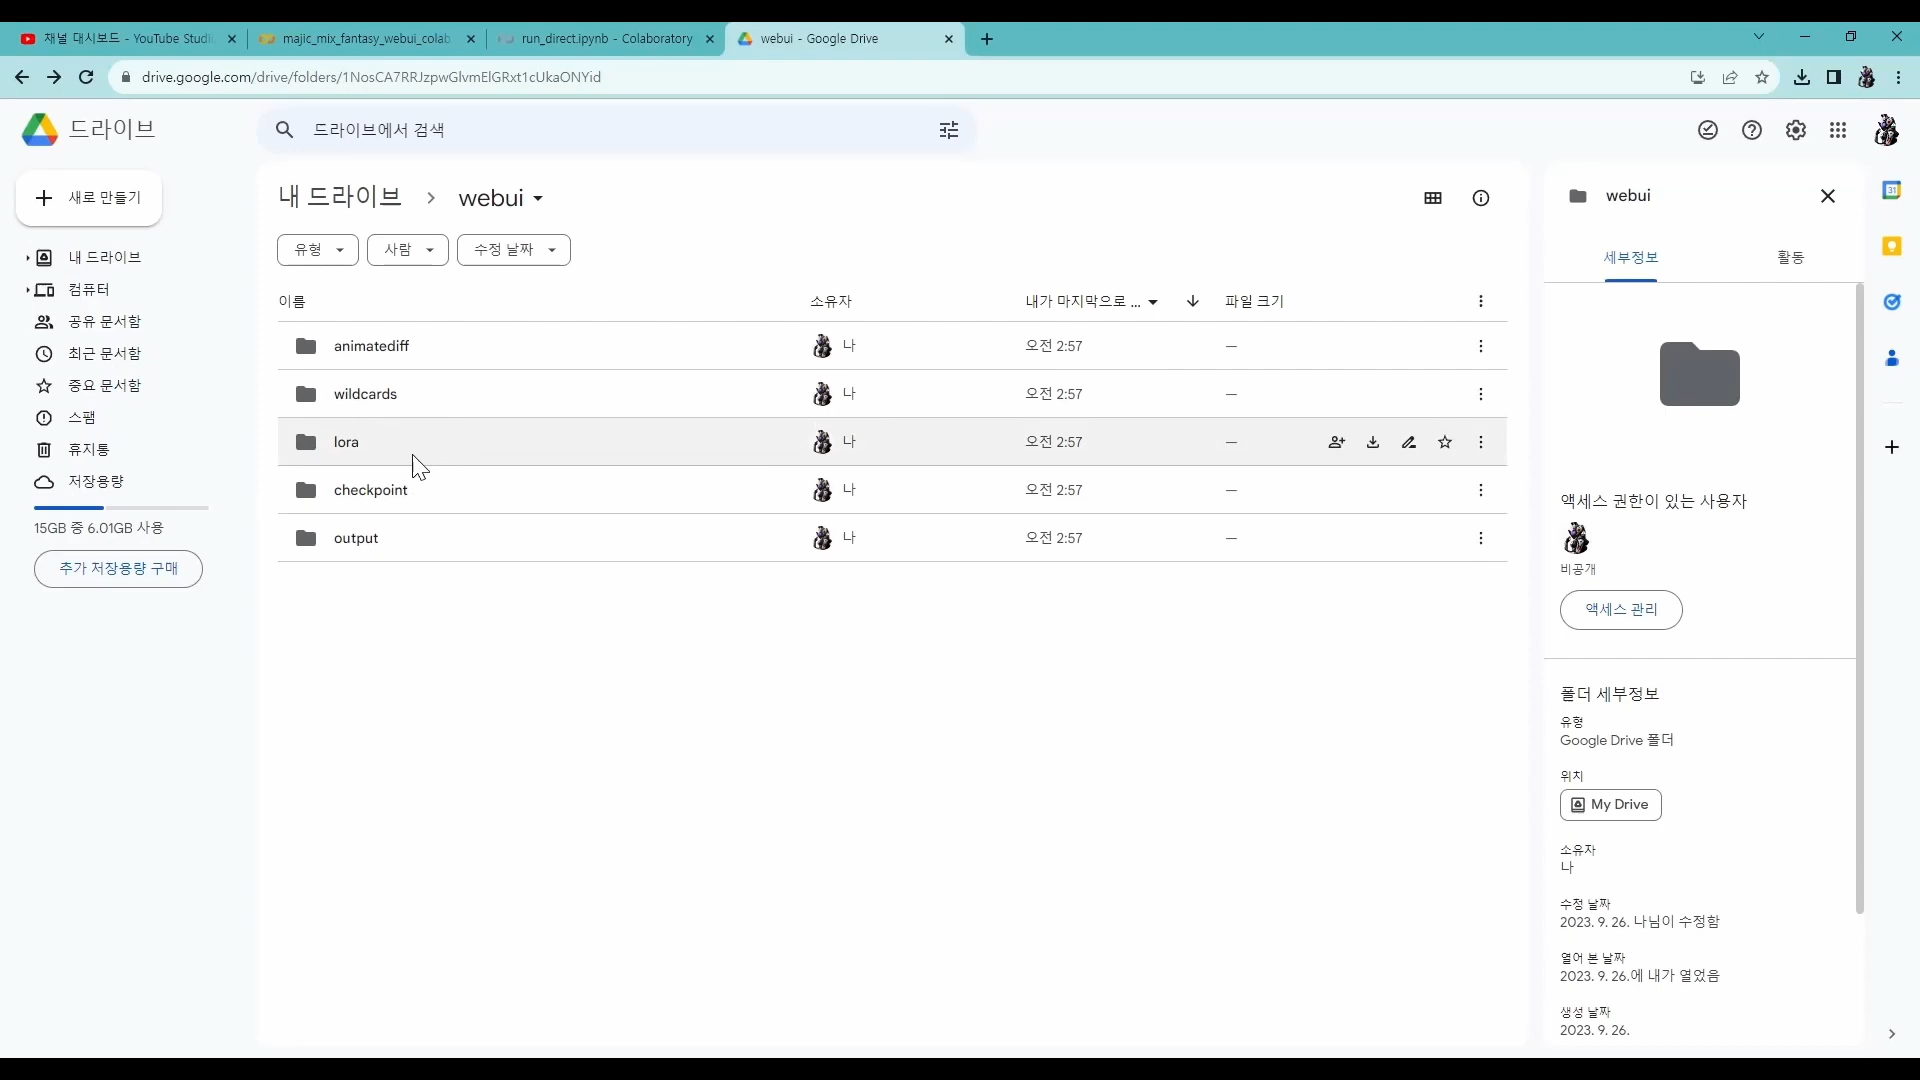 채널 대시보드 - YouTube Studi
majic_mix_fantasy_webui_colab
run_direct.ipynb - Colaboratory
webui - Google Drive
drive.google.com/drive/folders/1NosCA7RRJzpwGlvmElGRxt1cUkaONYid
드라이브
드라이브에서 검색
새로 만들기
내 드라이브
컴퓨터
공유 문서함
최근 문서함
중요 문서함
스팸
휴지통
저장용량
15GB 중 6.01GB 사용
추가 저장용량 구매
내 드라이브 > webui
유형
사람
수정 날짜
이름 소유자 내가 마지막으로 ... 파일 크기
animatediff 나 오전 2:57 —
wildcards 나 오전 2:57 —
lora 나 오전 2:57 —
checkpoint 나 오전 2:57 —
output 나 오전 2:57 —
webui
세부정보 활동
액세스 권한이 있는 사용자
비공개
액세스 관리
폴더 세부정보
유형
Google Drive 폴더
위치
My Drive
소유자
나
수정 날짜
2023. 9. 26. 나님이 수정함
열어 본 날짜
2023. 9. 26.에 내가 열었음
생성 날짜
2023. 9. 26.
31